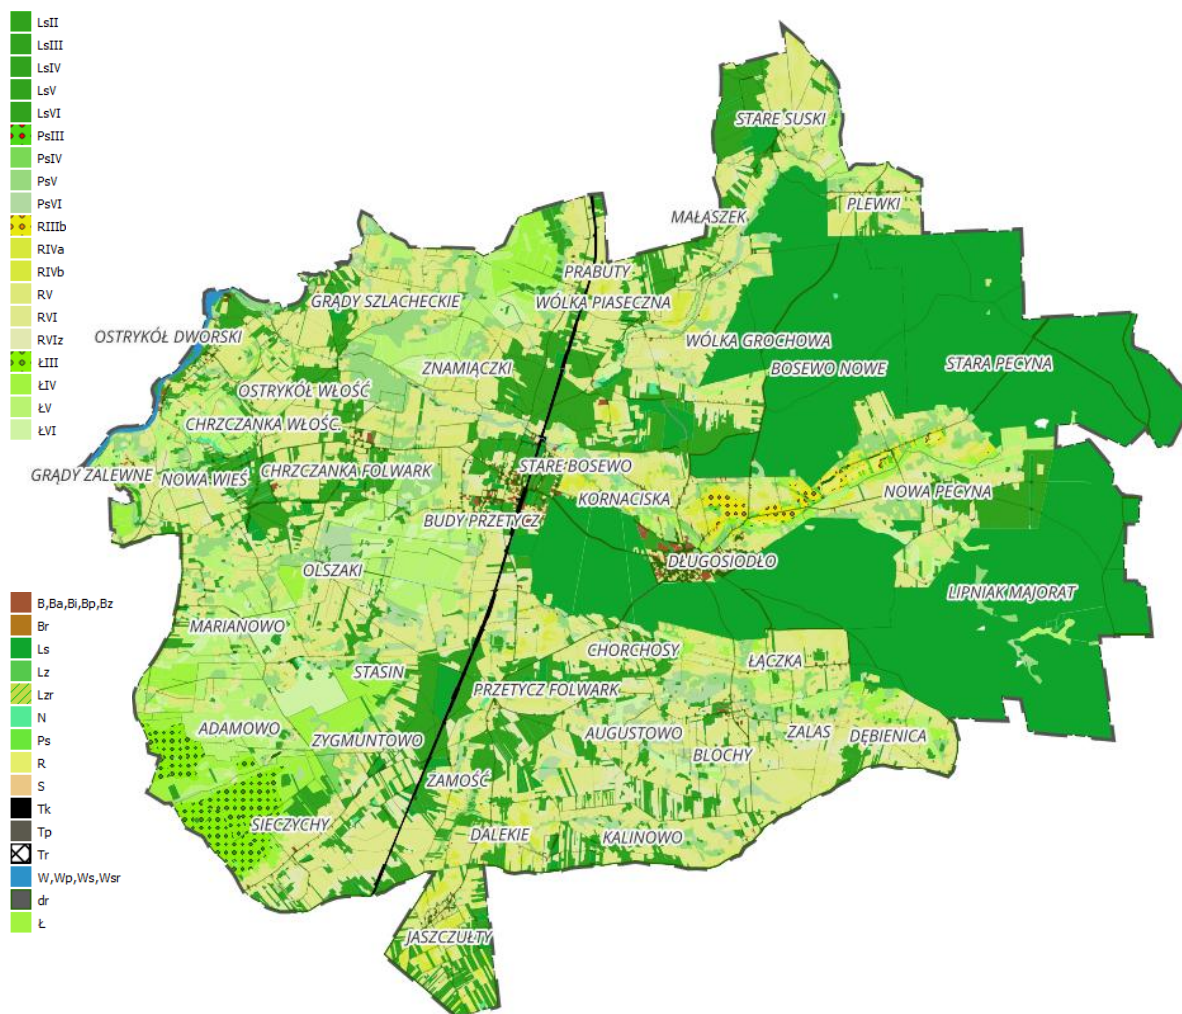 LsII
LsIII
LsIV
LsV
LsVI
PsIII
PsIV
PsV
PsVI
RIIIb
RIVa
RIVb
RV
RVI
RVIz
ŁIII
ŁIV
ŁV
ŁVI
STARE SUSKI
PLEWKI
MAŁASZEK
PRABUTY
GRĄDY SZLACHECKIE
WÓLKA PIASECZNA
OSTRYKÓŁ DWORSKI
WÓLKA GROCHOWA
ZNAMIĄCZKI
BOSEWO NOWE
STARA PECYNA
OSTRYKÓŁ WŁOŚĆ
CHRZCZANKA WŁOŚC.
GRĄDY ZALEWNE
NOWA WIEŚ
CHRZCZANKA FOLWARK
STARE BOSEWO
KORNACISKA
NOWA PECYNA
BUDY PRZETYCZ
OLSZAKI
DŁUGOSIODŁO
LIPNIAK MAJORAT
MARIANOWO
CHORCHOSY
ŁĄCZKA
STASIN
PRZETYCZ FOLWARK
ADAMOWO
ZYGMUNTOWO
AUGUSTOWO
ZALAS
DĘBIENICA
BLOCHY
ZAMOŚĆ
SIECZYCHY
DALEKIE
KALINOWO
JASZCZUŁTY
B,Ba,Bi,Bp,Bz
Br
Ls
Lz
Lzr
N
Ps
R
S
Tk
Tp
Tr
W,Wp,Ws,Wsr
dr
Ł